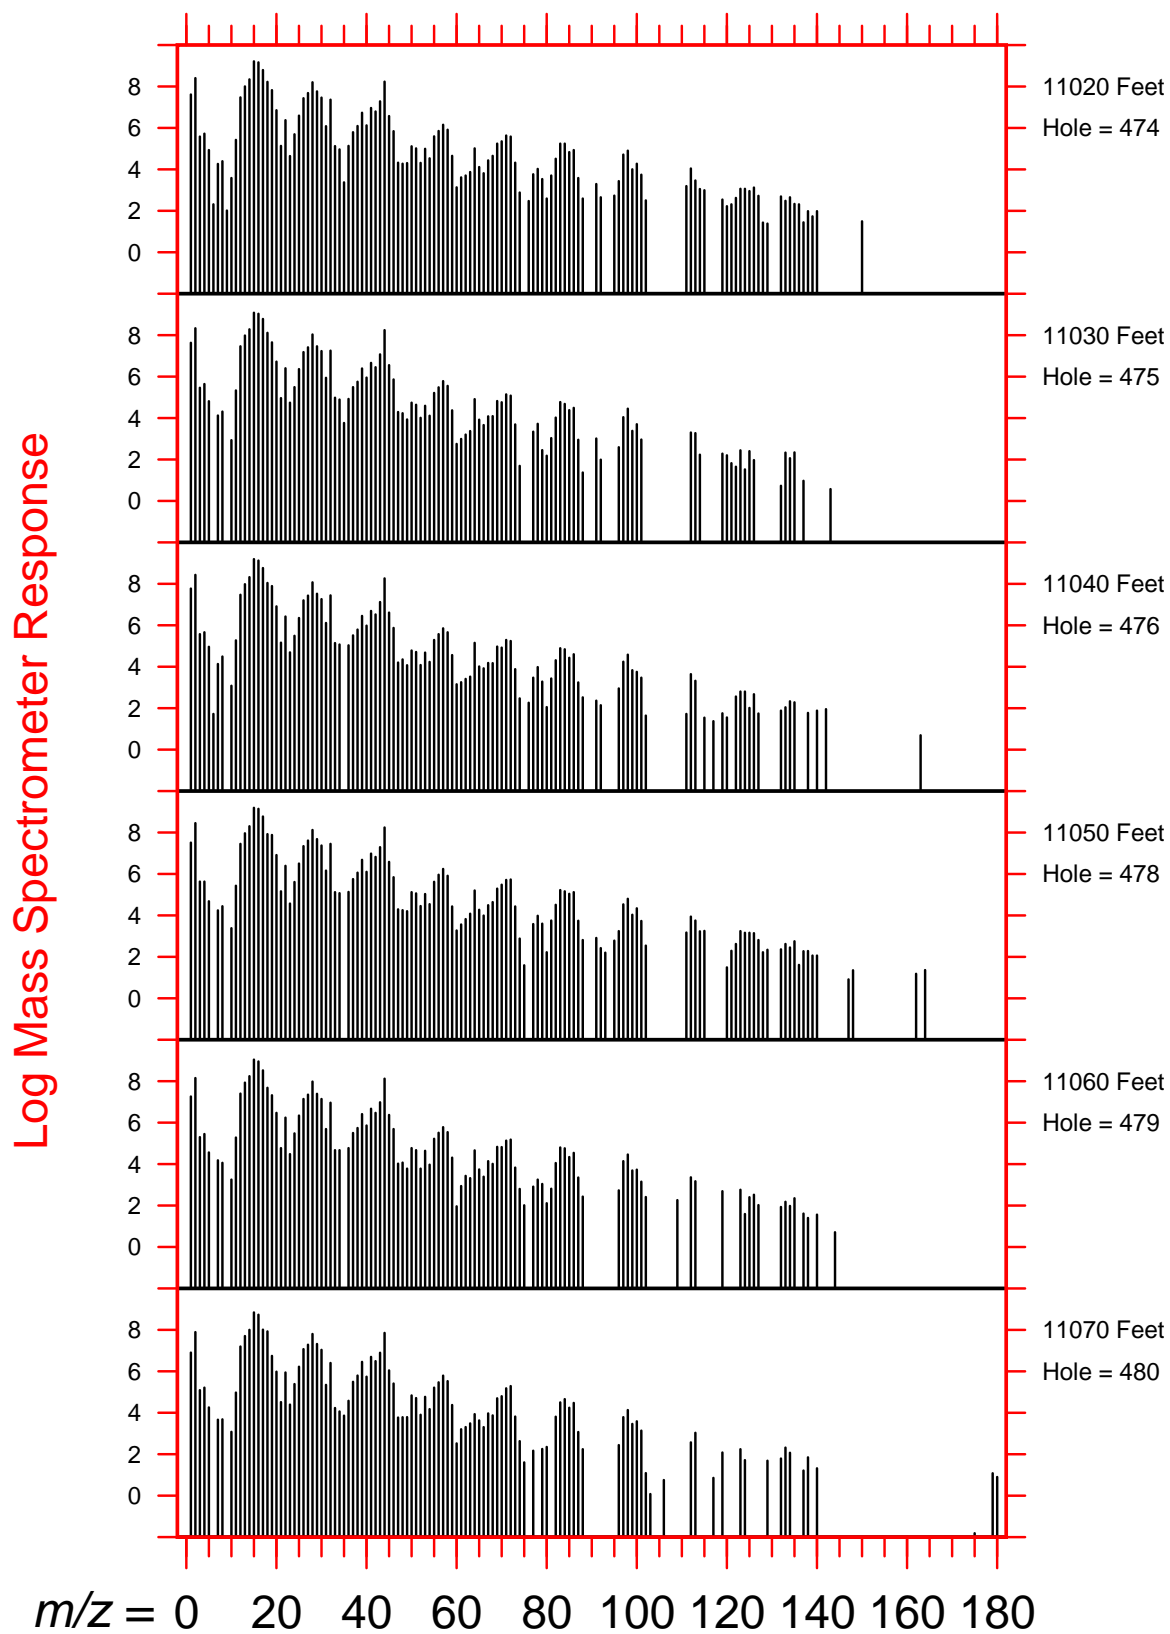 Log Mass Spectrometer Response
8
6
4
2
0
11020 Feet
Hole = 474
8
6
4
2
0
11030 Feet
Hole = 475
8
6
4
2
0
11040 Feet
Hole = 476
8
6
4
2
0
11050 Feet
Hole = 478
8
6
4
2
0
11060 Feet
Hole = 479
8
6
4
2
0
11070 Feet
Hole = 480
m/z = 0 20 40 60 80 100 120 140 160 180